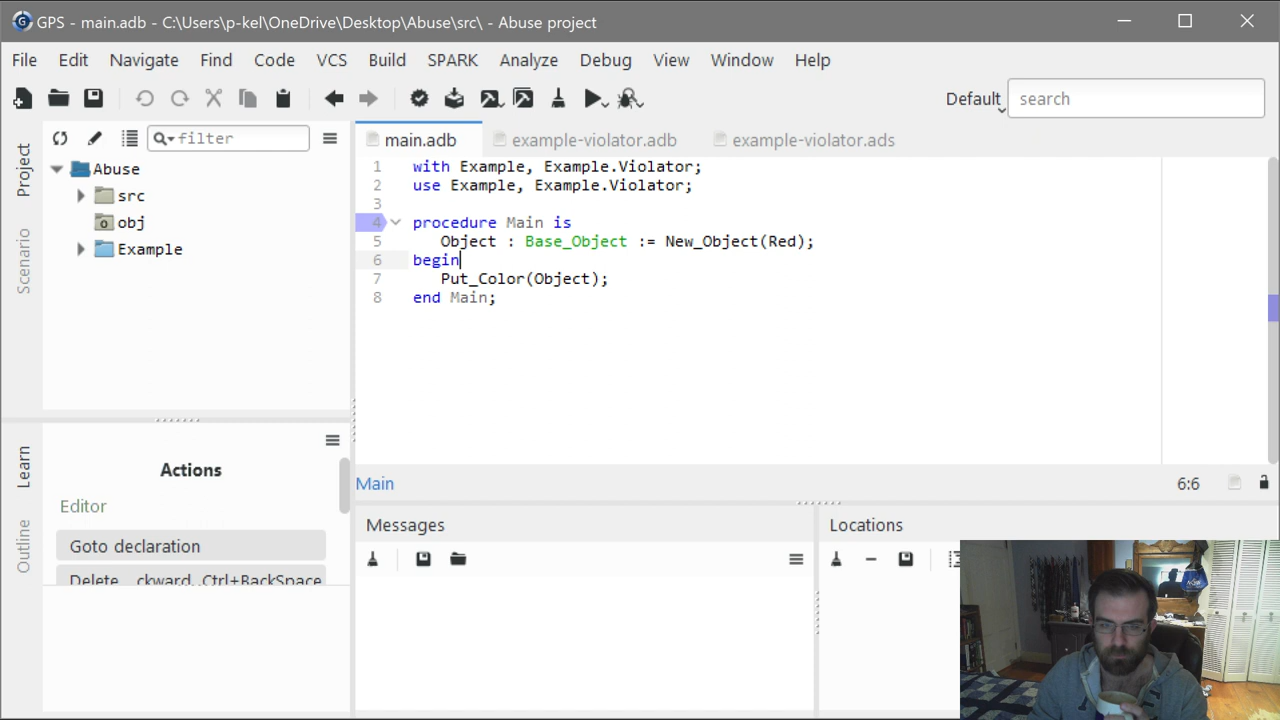 GPS - main.adb - C:\Users\p-kel\OneDrive\Desktop\Abuse\src\ - Abuse project
File Edit Navigate Find Code VCS Build SPARK Analyze Debug View Window Help
Default search
Project
Scenario
filter
Abuse
src
obj
Example
main.adb example-violator.adb example-violator.ads
1 with Example, Example.Violator;
2 use Example, Example.Violator;
3
4 procedure Main is
5 Object : Base_Object := New_Object(Red);
6 begin
7 Put_Color(Object);
8 end Main;
Main 6:6
Learn
Outline
Actions
Editor
Goto declaration
Delete...ckward. Ctrl+BackSpace
Messages
Locations